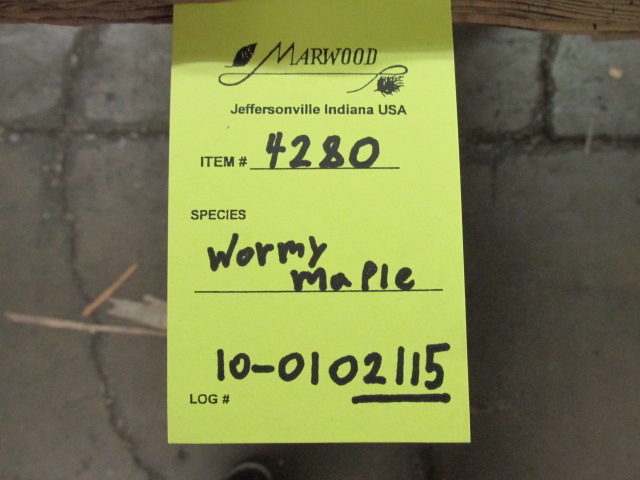 MARWOOD
Jeffersonville Indiana USA
ITEM # 4280
SPECIES
Wormy
maple
10-0102115
LOG #